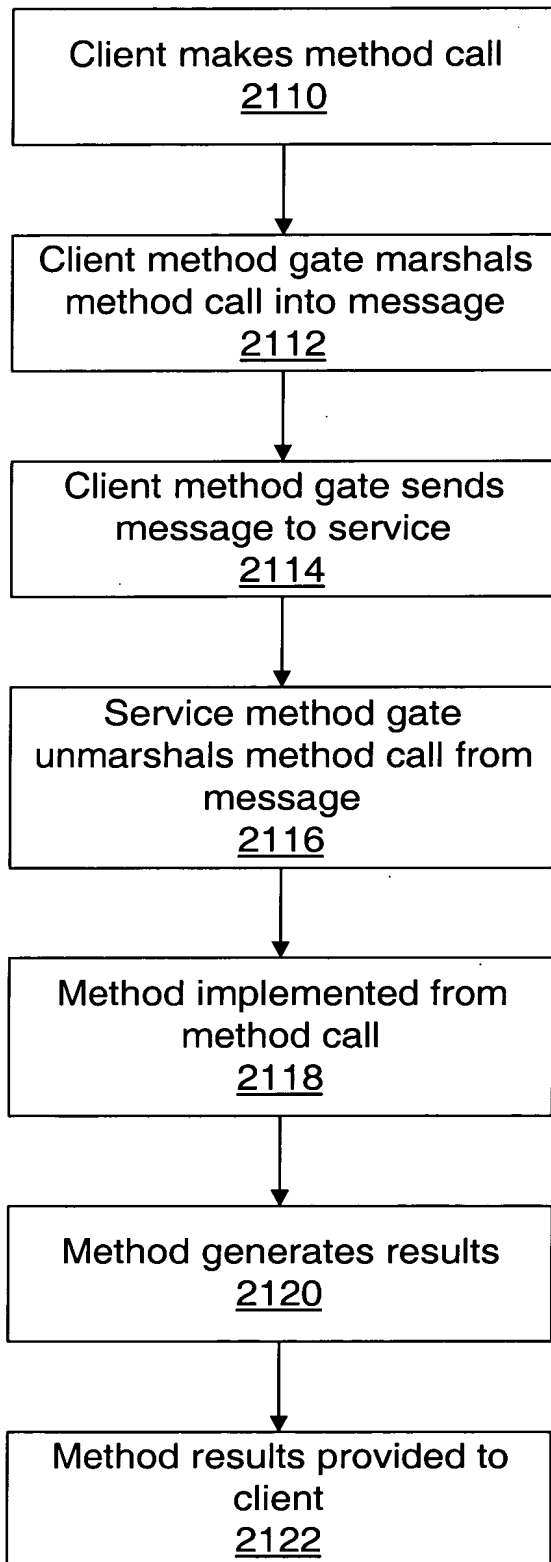 Client makes method call
2110
Client method gate marshals
method call into message
2112
Client method gate sends
message to service
2114
Service method gate
unmarshals method call from
message
2116
Method implemented from
method call
2118
Method generates results
2120
Method results provided to
client
2122